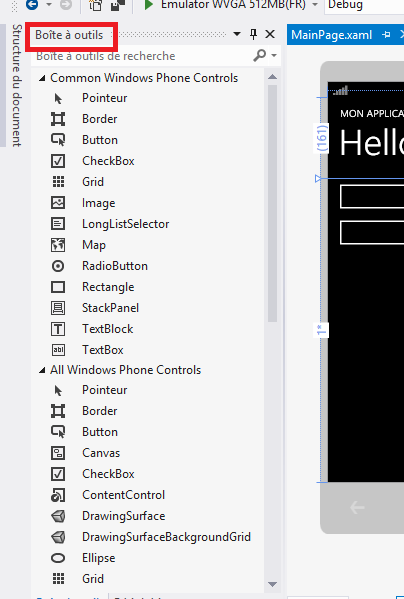 Emulator WVGA 512MB(FR)
Debug
Structure du document
Boîte à outils
MainPage.xaml
Boîte à outils de recherche
Common Windows Phone Controls
Pointeur
Border
Button
CheckBox
Grid
Image
LongListSelector
Map
RadioButton
Rectangle
StackPanel
TextBlock
TextBox
All Windows Phone Controls
Pointeur
Border
Button
Canvas
CheckBox
ContentControl
DrawingSurface
DrawingSurfaceBackgroundGrid
Ellipse
Grid
(161)
MON APPLICA
Hello
1*